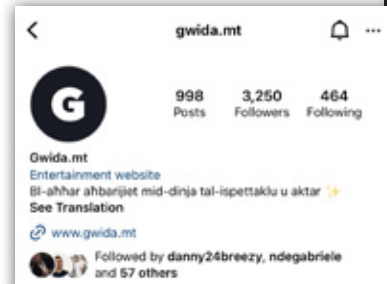 gwida.mt
G
998 3,250 464
Posts Followers Following
Gwida.mt
Entertainment website
Bl-aħħar aħbarijiet mid-dinja tal-ispettaklu u aktar ✨
See Translation
www.gwida.mt
Followed by danny24breezy, ndegabriele
and 57 others